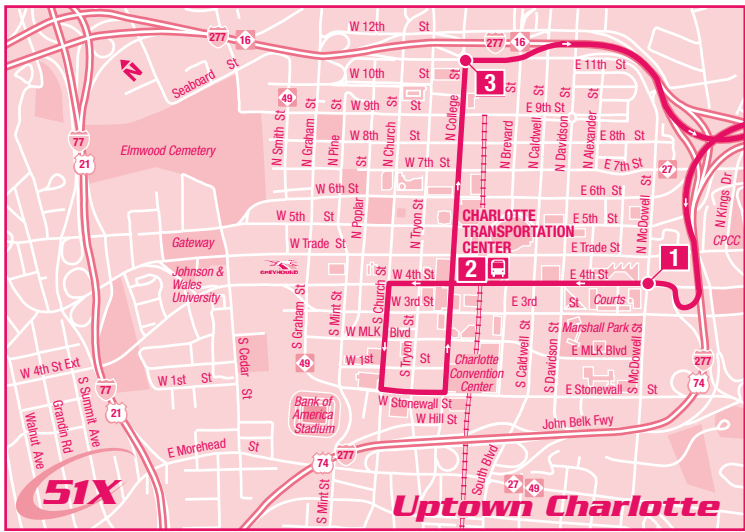 W 12th St
277
16
277
16
N
Seaboard St
W 10th St
3
E 11th St
49
N Smith St
N Graham St
N Pine St
N Church St
N College St
W 9th St
E 9th St
St
N Brevard
N Caldwell
N Davidson St
N Alexander
77
21
Elmwood Cemetery
W 8th St
E 8th St
W 7th St
E 7th St
27
W 6th St
E 6th St
N Poplar
N Tryon St
N McDowell St
N Kings Dr
W 5th St
CHARLOTTE
TRANSPORTATION
CENTER
E 5th St
Gateway
W Trade St
E Trade St
CPCC
1
GREYHOUND
Johnson &
Wales
University
W 4th St
2
E 4th St
W 3rd St
E 3rd St
Courts
S Graham St
S Mint St
S Church St
W MLK Blvd
Marshall Park
E MLK Blvd
S Tryon St
S Caldwell St
S Davidson St
S McDowell St
W 1st St
Charlotte
Convention
Center
S Cedar St
49
277
74
W 4th St Ext
W 1st St
77
21
E Stonewall St
W Stonewall St
W Hill St
Bank of
America
Stadium
John Belk Fwy
Walnut Ave
Grandin Rd
S Summit Ave
E Morehead St
277
74
South Blvd
27
49
S Mint St
51X
Uptown Charlotte